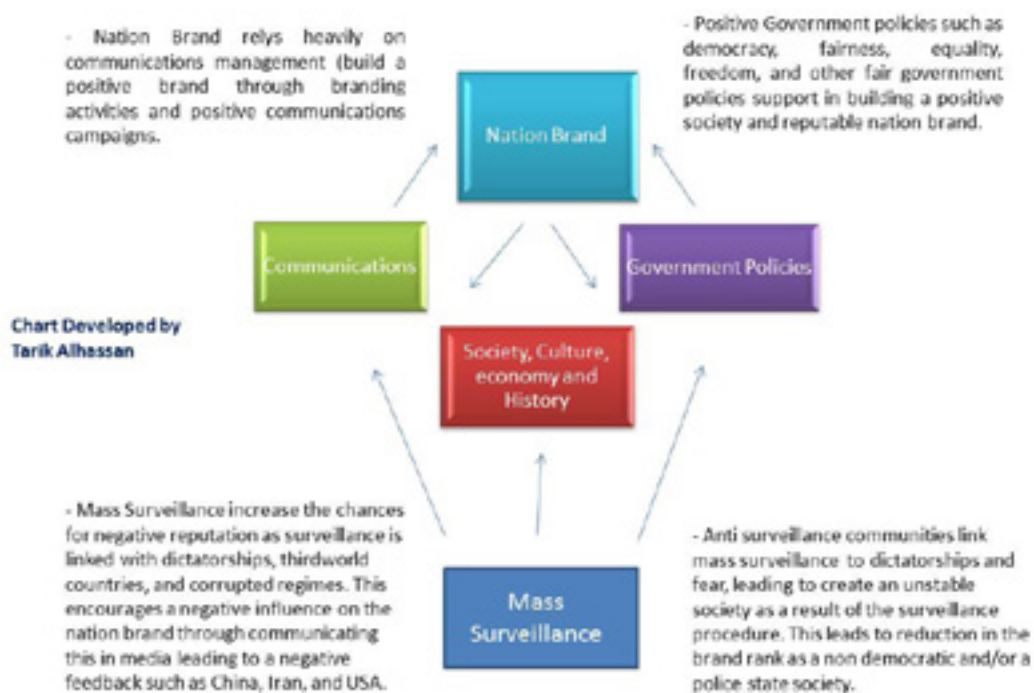 - Nation Brand relys heavily on
communications management (build a
positive brand through branding
activities and positive communications
campaigns.
- Positive Government policies such as
democracy, fairness, equality,
freedom, and other fair government
policies support in building a positive
society and reputable nation brand.
Nation Brand
Communications
Government Policies
Chart Developed by
Tarik Alhassan
Society, Culture,
economy and
History
- Mass Surveillance increase the chances
for negative reputation as surveillance is
linked with dictatorships, thirdworld
countries, and corrupted regimes. This
encourages a negative influence on the
nation brand through communicating
this in media leading to a negative
feedback such as China, Iran, and USA.
Mass
Surveillance
- Anti surveillance communities link
mass surveillance to dictatorships and
fear, leading to create an unstable
society as a result of the surveillance
procedure. This leads to reduction in the
brand rank as a non democratic and/or a
police state society.